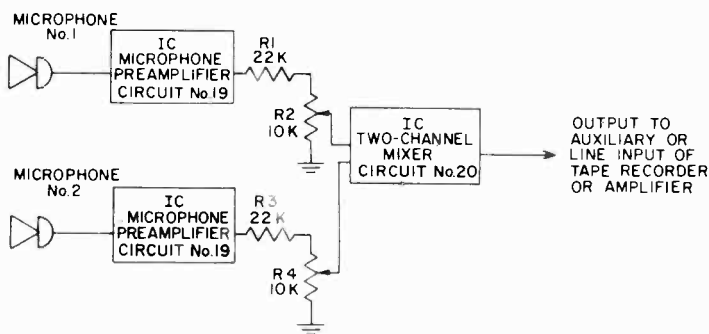 MICROPHONE
No.1
IC
MICROPHONE
PREAMPLIFIER
CIRCUIT No.19
R1
22K
R2
10K
IC
TWO-CHANNEL
MIXER
CIRCUIT No.20
OUTPUT TO
AUXILIARY OR
LINE INPUT OF
TAPE RECORDER
OR AMPLIFIER
MICROPHONE
No.2
IC
MICROPHONE
PREAMPLIFIER
CIRCUIT No.19
R3
22K
R4
10K